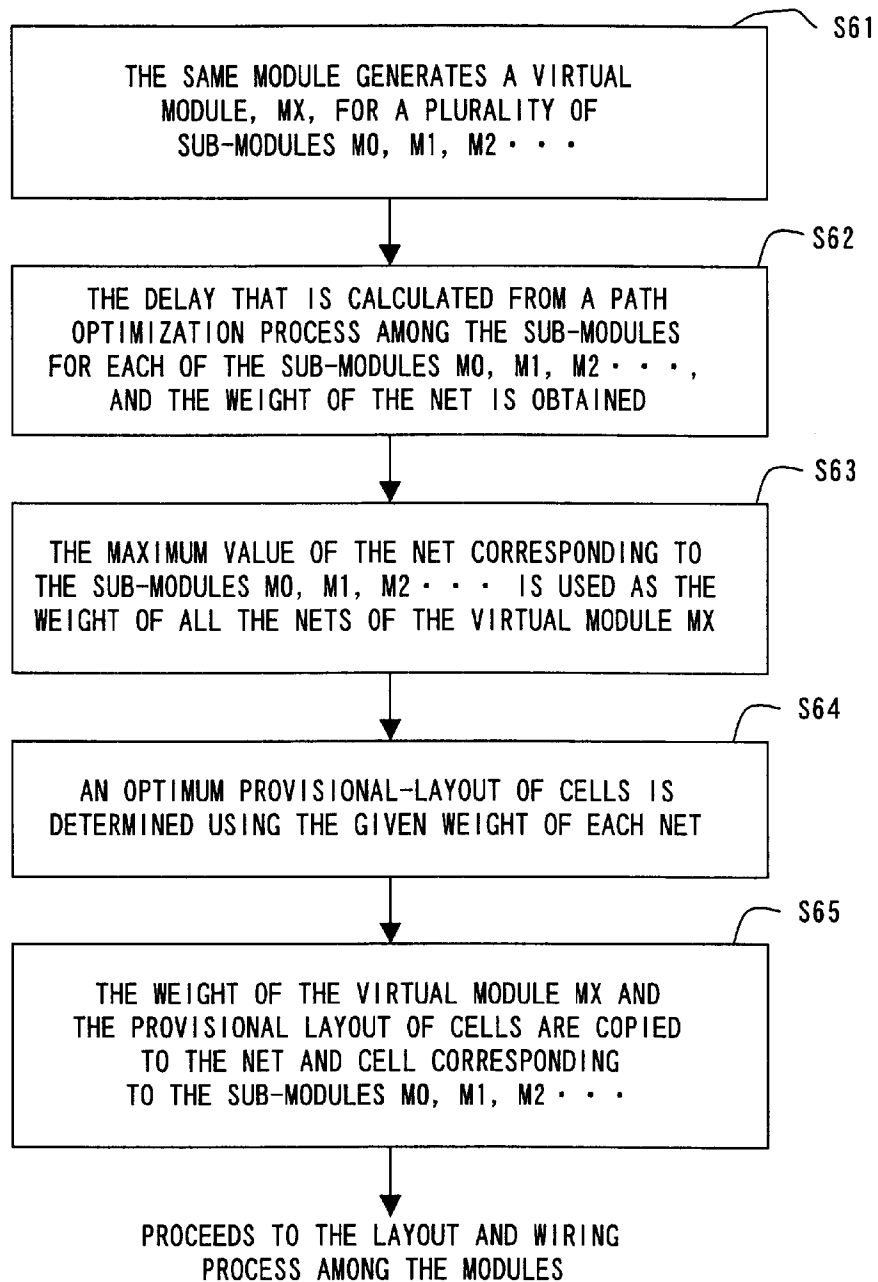 S61
THE SAME MODULE GENERATES A VIRTUAL
MODULE, MX, FOR A PLURALITY OF
SUB-MODULES M0, M1, M2 · · ·
S62
THE DELAY THAT IS CALCULATED FROM A PATH
OPTIMIZATION PROCESS AMONG THE SUB-MODULES
FOR EACH OF THE SUB-MODULES M0, M1, M2 · · · ,
AND THE WEIGHT OF THE NET IS OBTAINED
S63
THE MAXIMUM VALUE OF THE NET CORRESPONDING TO
THE SUB-MODULES M0, M1, M2 · · · IS USED AS THE
WEIGHT OF ALL THE NETS OF THE VIRTUAL MODULE MX
S64
AN OPTIMUM PROVISIONAL-LAYOUT OF CELLS IS
DETERMINED USING THE GIVEN WEIGHT OF EACH NET
S65
THE WEIGHT OF THE VIRTUAL MODULE MX AND
THE PROVISIONAL LAYOUT OF CELLS ARE COPIED
TO THE NET AND CELL CORRESPONDING
TO THE SUB-MODULES M0, M1, M2 · · ·
PROCEEDS TO THE LAYOUT AND WIRING
PROCESS AMONG THE MODULES